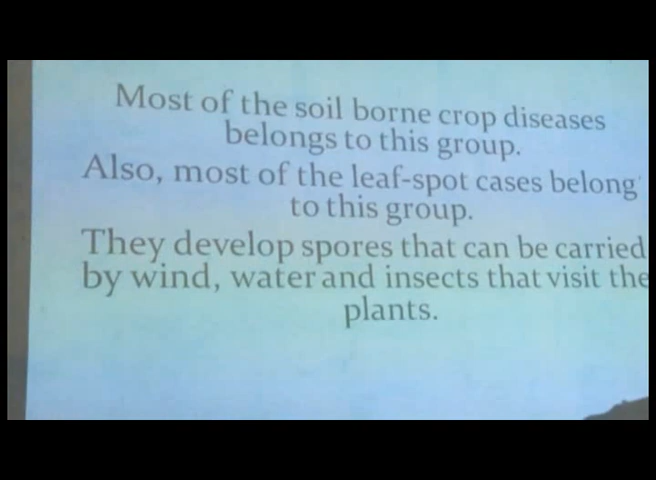 Most of the soil borne crop diseases
belongs to this group.
Also, most of the leaf-spot cases belong
to this group.
They develop spores that can be carried
by wind, water and insects that visit the
plants.